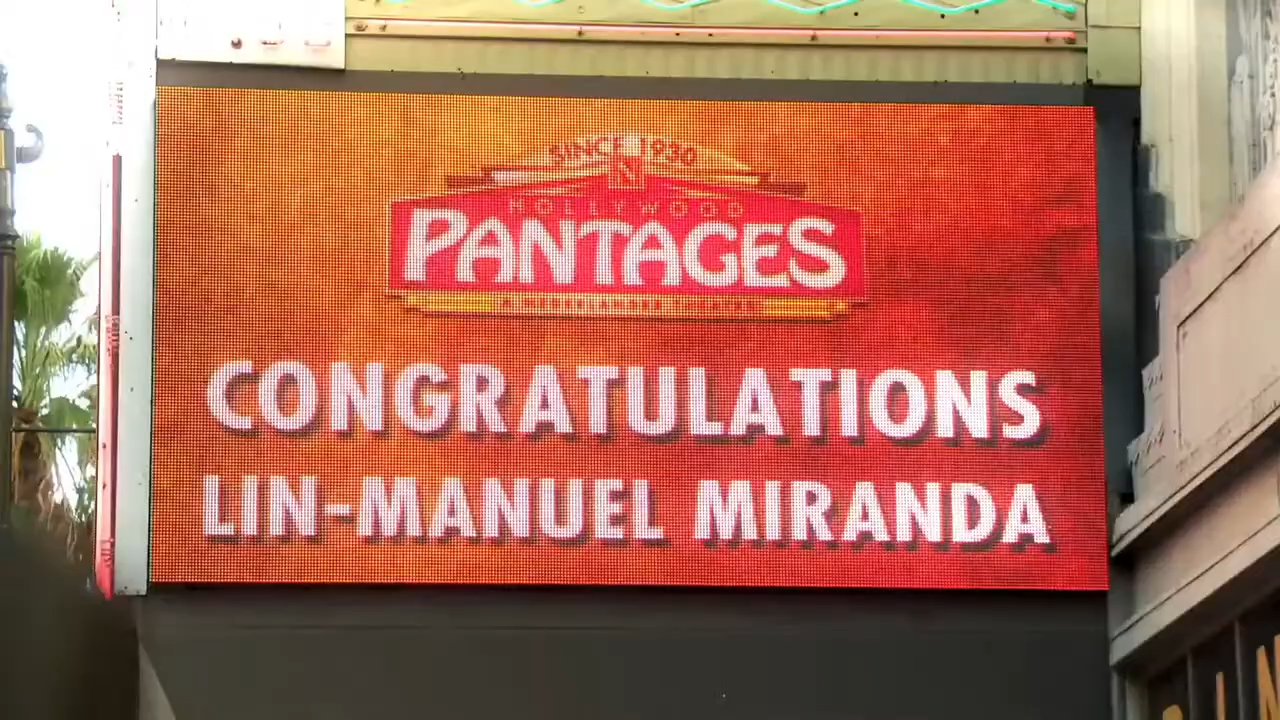 SINCE 1930
HOLLYWOOD
PANTAGES
CONGRATULATIONS
LIN-MANUEL MIRANDA